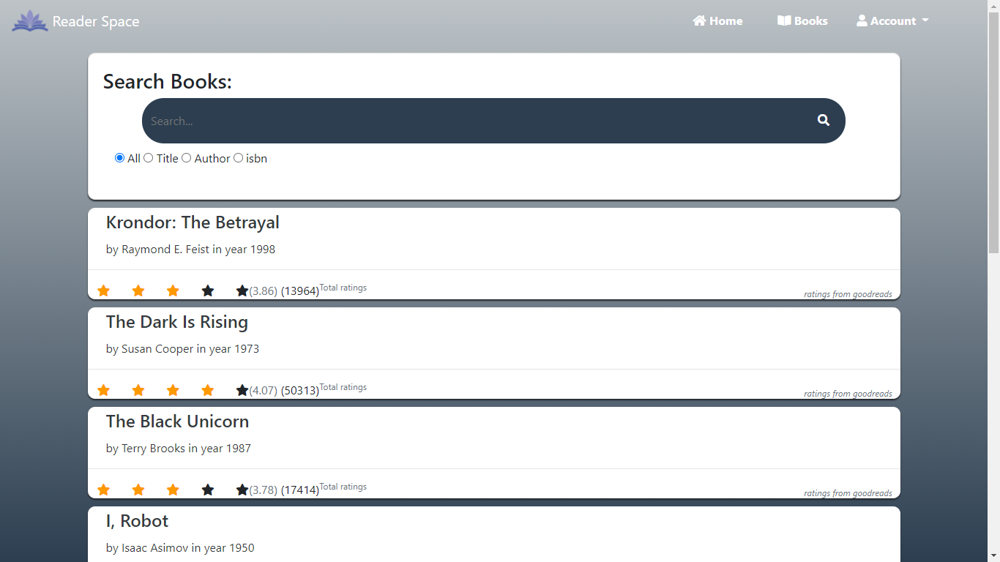 Reader Space
Home Books Account
Search Books:
Search...
All Title Author isbn
Krondor: The Betrayal
by Raymond E. Feist in year 1998
(3.86) (13964)Total ratings
ratings from goodreads
The Dark Is Rising
by Susan Cooper in year 1973
(4.07) (50313)Total ratings
ratings from goodreads
The Black Unicorn
by Terry Brooks in year 1987
(3.78) (17414)Total ratings
ratings from goodreads
I, Robot
by Isaac Asimov in year 1950